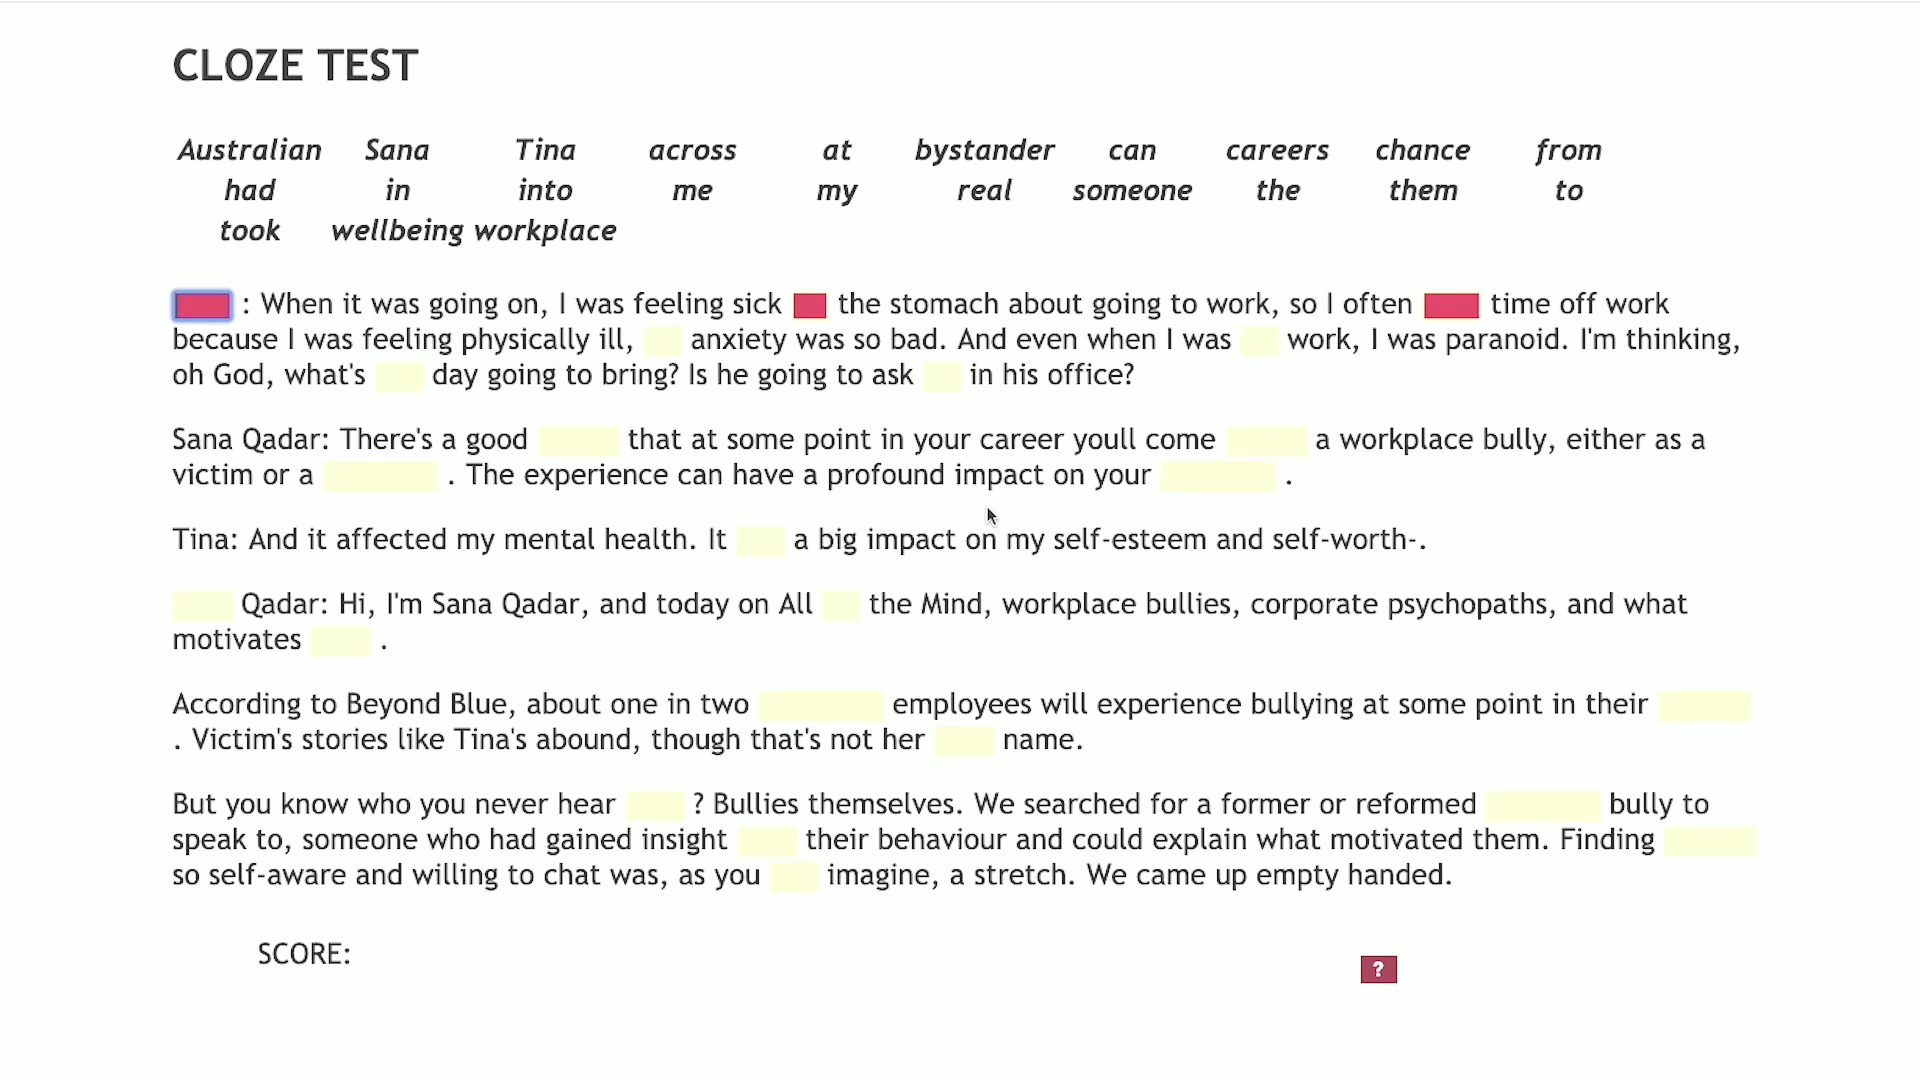 CLOZE TEST
Australian Sana Tina across at bystander can careers chance from
had in into me my real someone the them to
took wellbeing workplace
: When it was going on, I was feeling sick the stomach about going to work, so I often time off work
because I was feeling physically ill, anxiety was so bad. And even when I was work, I was paranoid. I'm thinking,
oh God, what's day going to bring? Is he going to ask in his office?
Sana Qadar: There's a good that at some point in your career youll come a workplace bully, either as a
victim or a . The experience can have a profound impact on your .
Tina: And it affected my mental health. It a big impact on my self-esteem and self-worth-.
Qadar: Hi, I'm Sana Qadar, and today on All the Mind, workplace bullies, corporate psychopaths, and what
motivates .
According to Beyond Blue, about one in two employees will experience bullying at some point in their
. Victim's stories like Tina's abound, though that's not her name.
But you know who you never hear ? Bullies themselves. We searched for a former or reformed bully to
speak to, someone who had gained insight their behaviour and could explain what motivated them. Finding
so self-aware and willing to chat was, as you imagine, a stretch. We came up empty handed.
SCORE:
?